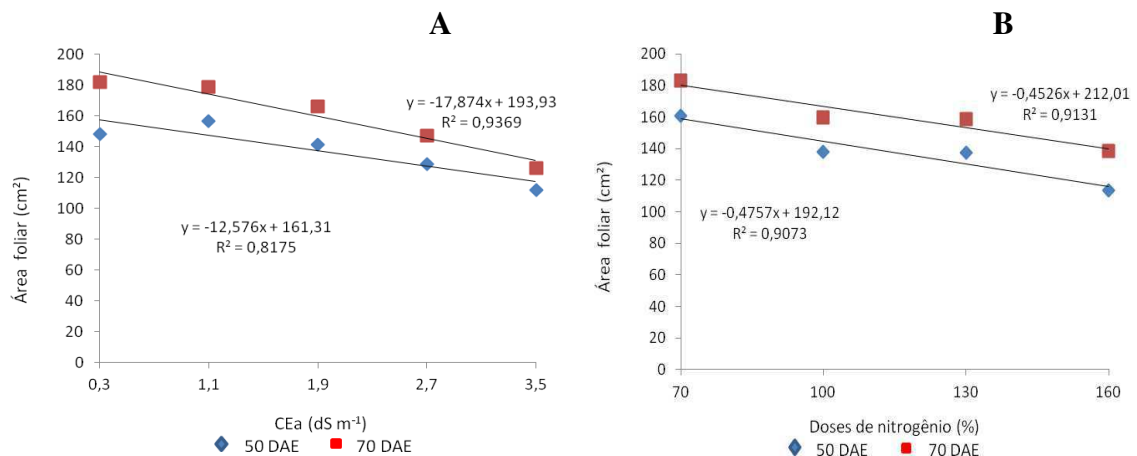 A
Área foliar (cm²)
200
180
160
140
120
100
80
60
40
20
0
y = -17,874x + 193,93
R² = 0,9369
y = -12,576x + 161,31
R² = 0,8175
0,3 1,1 1,9 2,7 3,5
CEa (dS m⁻¹)
50 DAE 70 DAE
B
Área foliar (cm²)
200
180
160
140
120
100
80
60
40
20
0
y = -0,4526x + 212,01
R² = 0,9131
y = -0,4757x + 192,12
R² = 0,9073
70 100 130 160
Doses de nitrogênio (%)
50 DAE 70 DAE